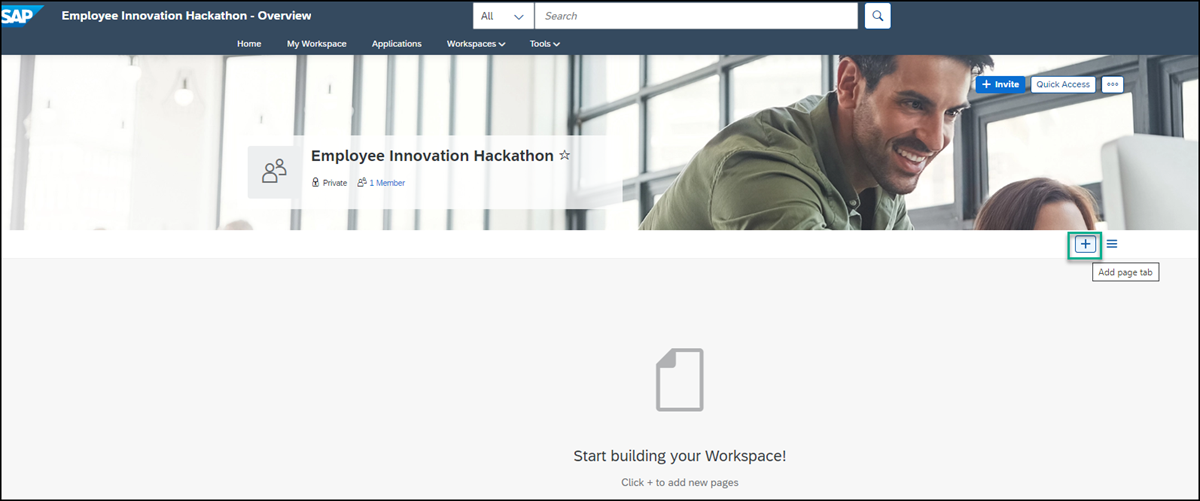 SAP Employee Innovation Hackathon - Overview All Search
Home My Workspace Applications Workspaces Tools
+ Invite Quick Access
Employee Innovation Hackathon ☆
Private 1 Member
+
Add page tab
Start building your Workspace!
Click + to add new pages